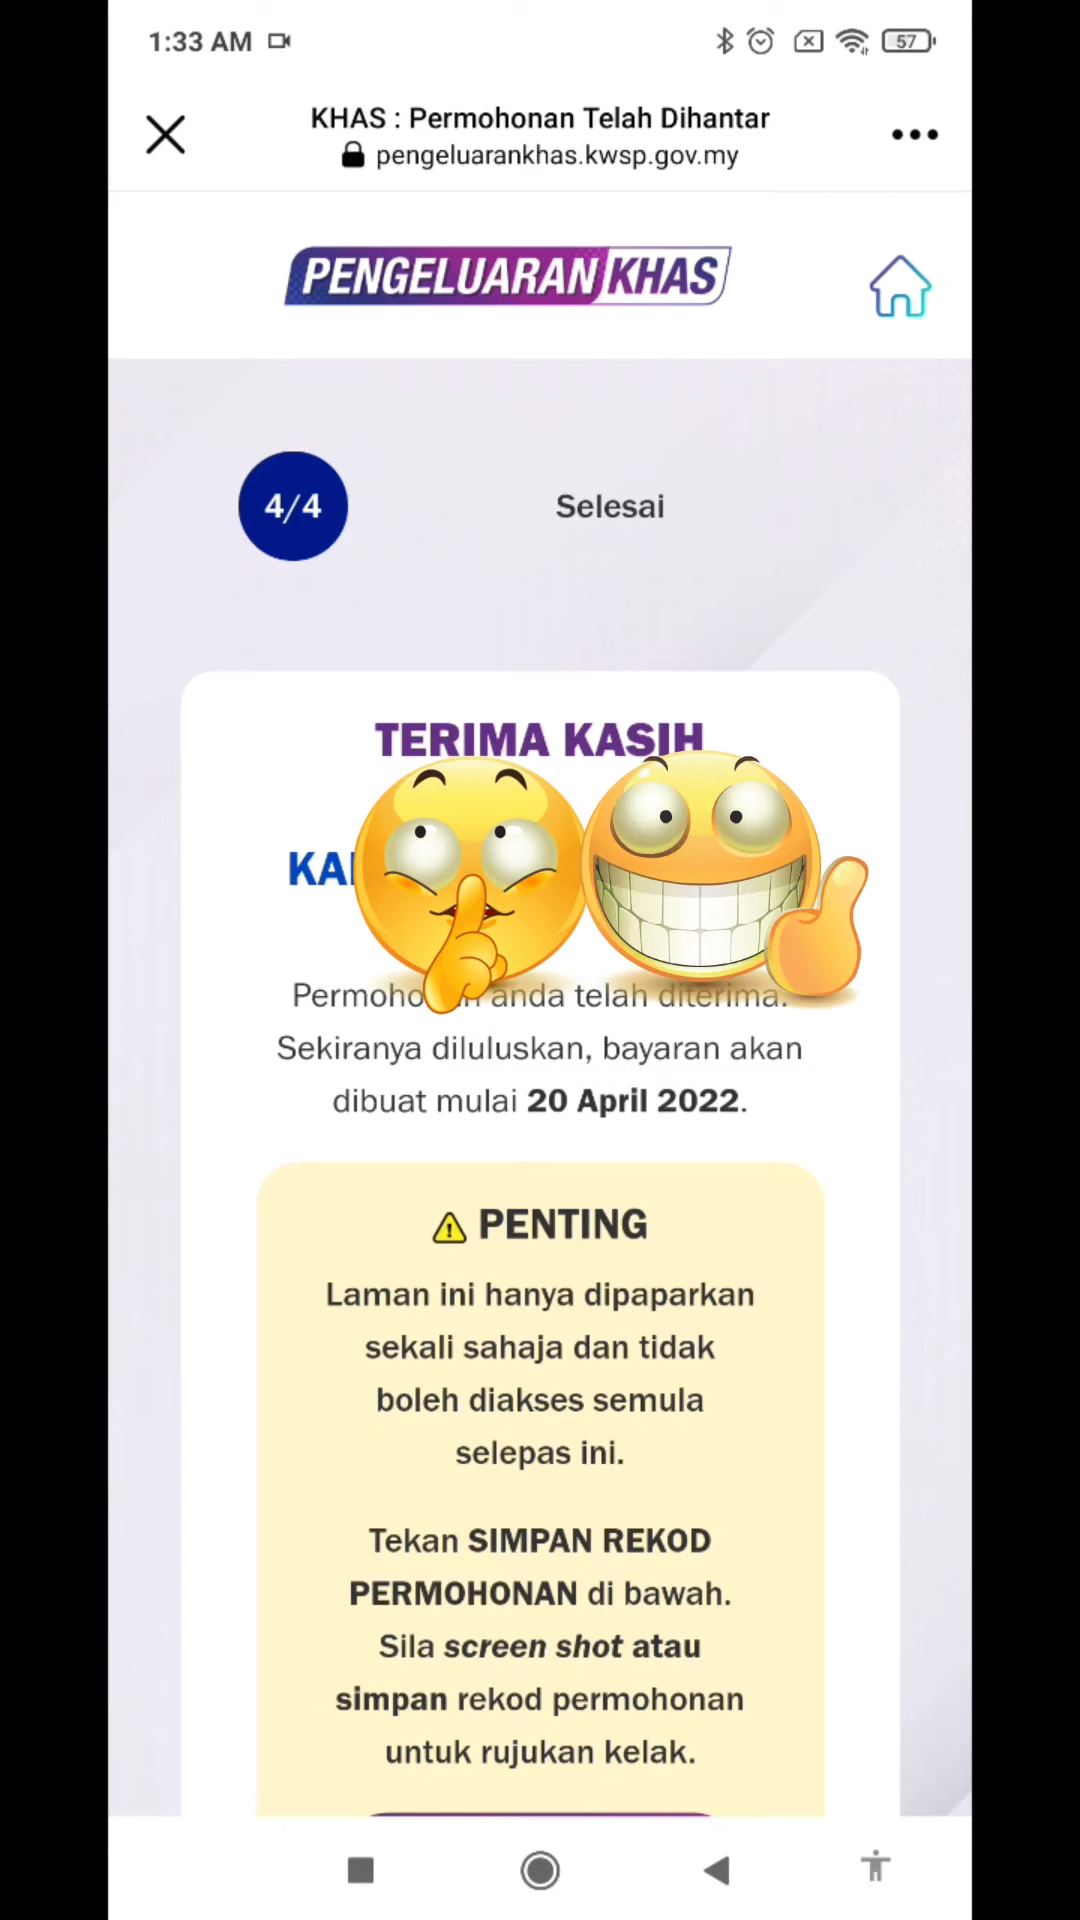 1:33 AM
57
KHAS : Permohonan Telah Dihantar
pengeluarankhas.kwsp.gov.my
PENGELUARAN KHAS
4/4
Selesai
TERIMA KASIH
anda telah diterima.
Sekiranya diluluskan, bayaran akan
dibuat mulai 20 April 2022.
PENTING
Laman ini hanya dipaparkan
sekali sahaja dan tidak
boleh diakses semula
selepas ini.
Tekan SIMPAN REKOD
PERMOHONAN di bawah.
Sila screen shot atau
simpan rekod permohonan
untuk rujukan kelak.